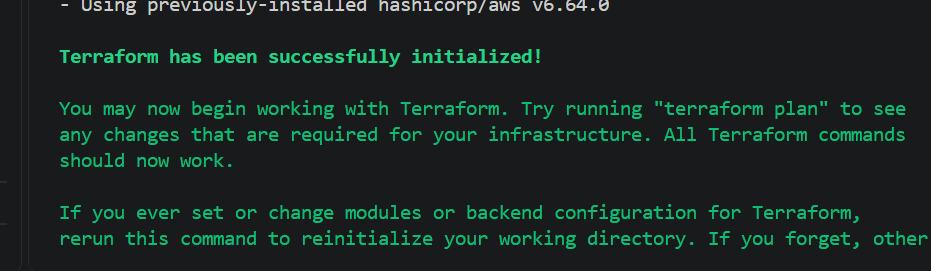 - Using previously-installed hashicorp/aws v6.64.0
Terraform has been successfully initialized!
You may now begin working with Terraform. Try running "terraform plan" to see
any changes that are required for your infrastructure. All Terraform commands
should now work.
If you ever set or change modules or backend configuration for Terraform,
rerun this command to reinitialize your working directory. If you forget, other